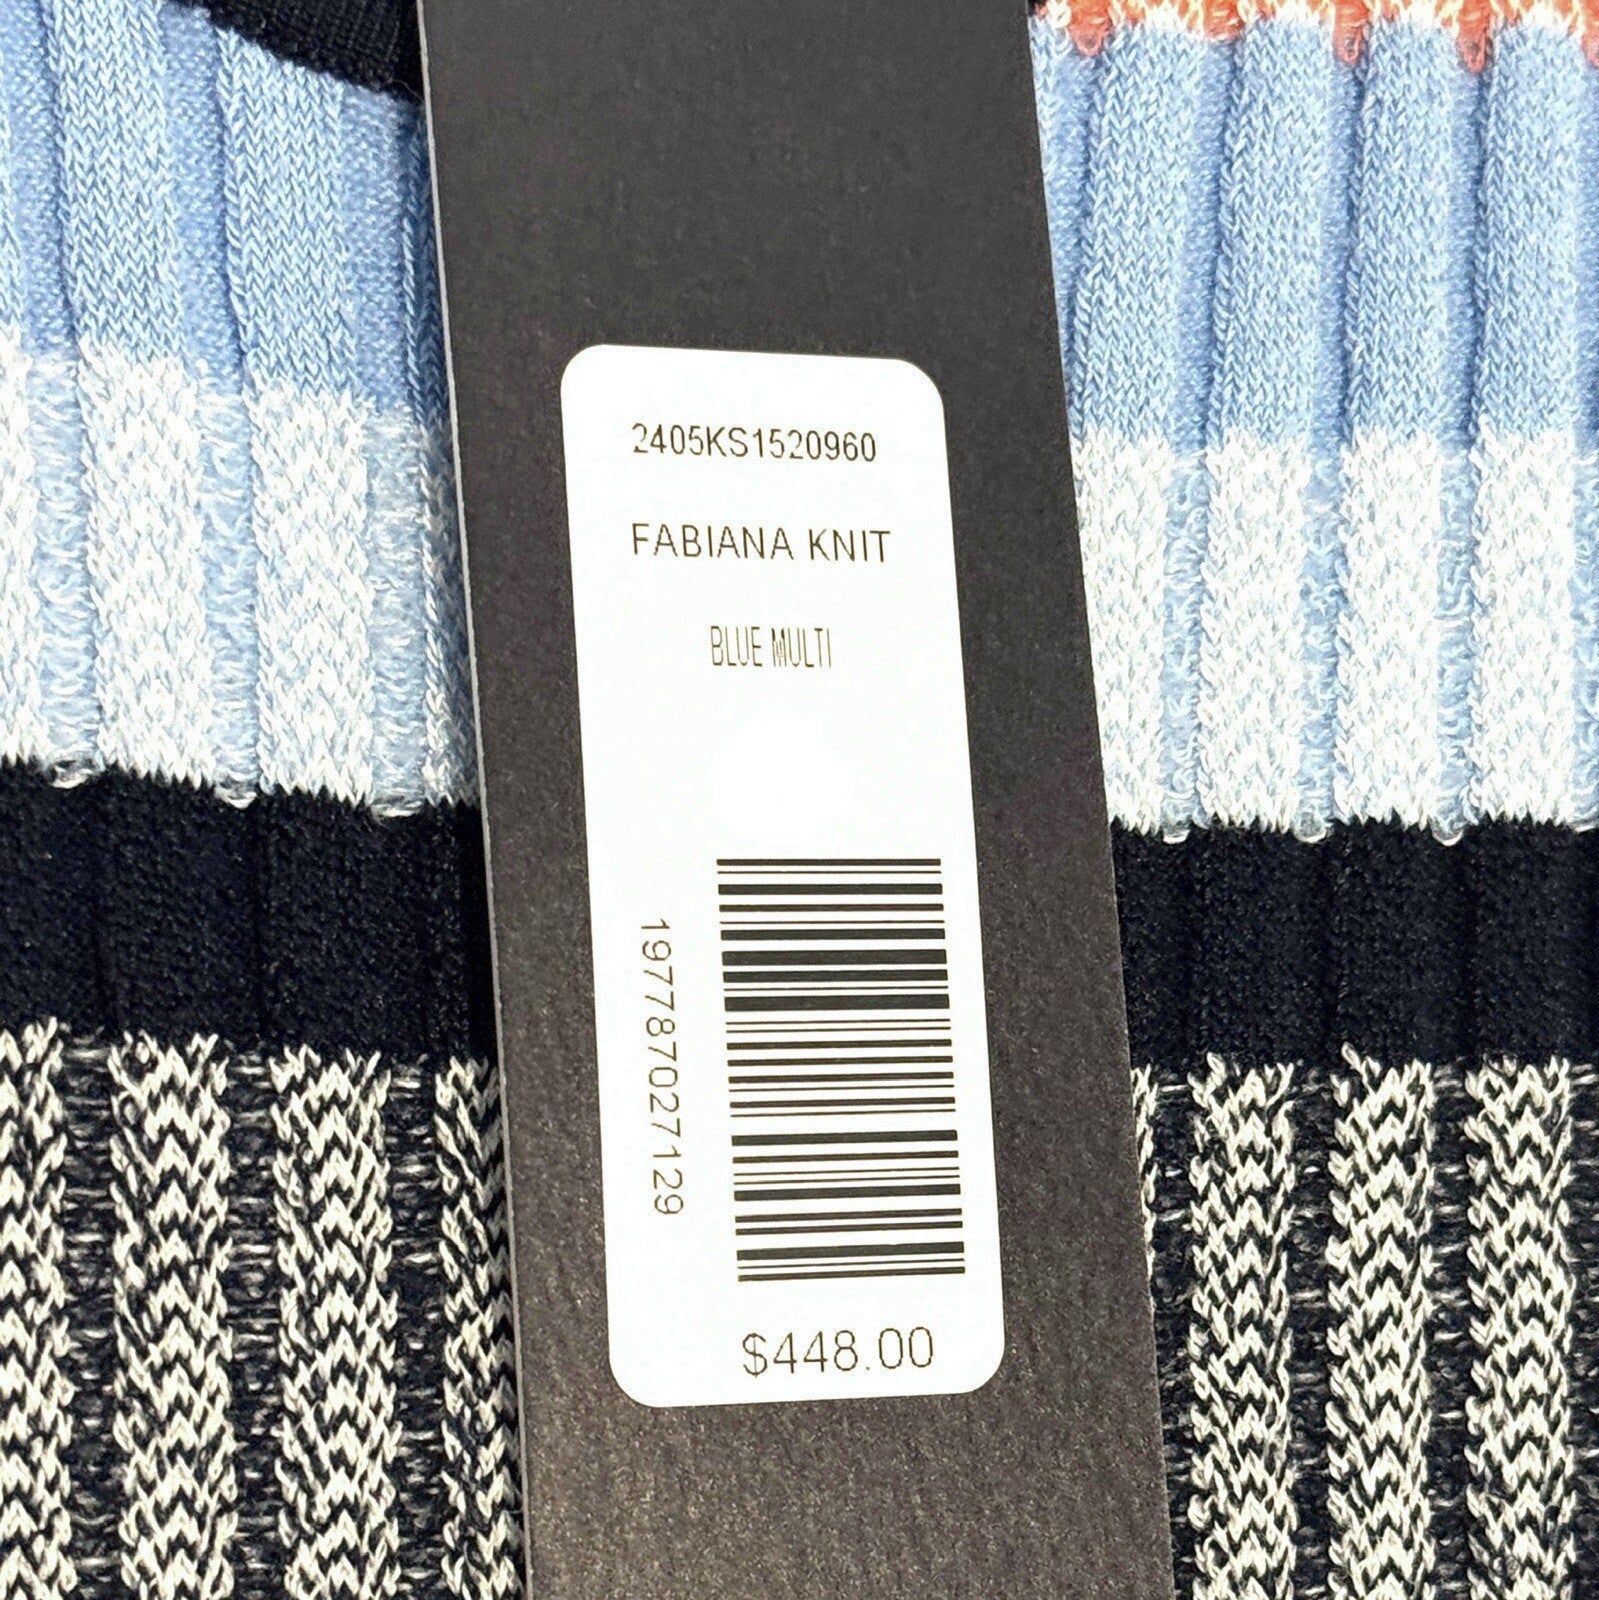 2405KS1520960
FABIANA KNIT
BLUE MULTI
197787027129
$448.00